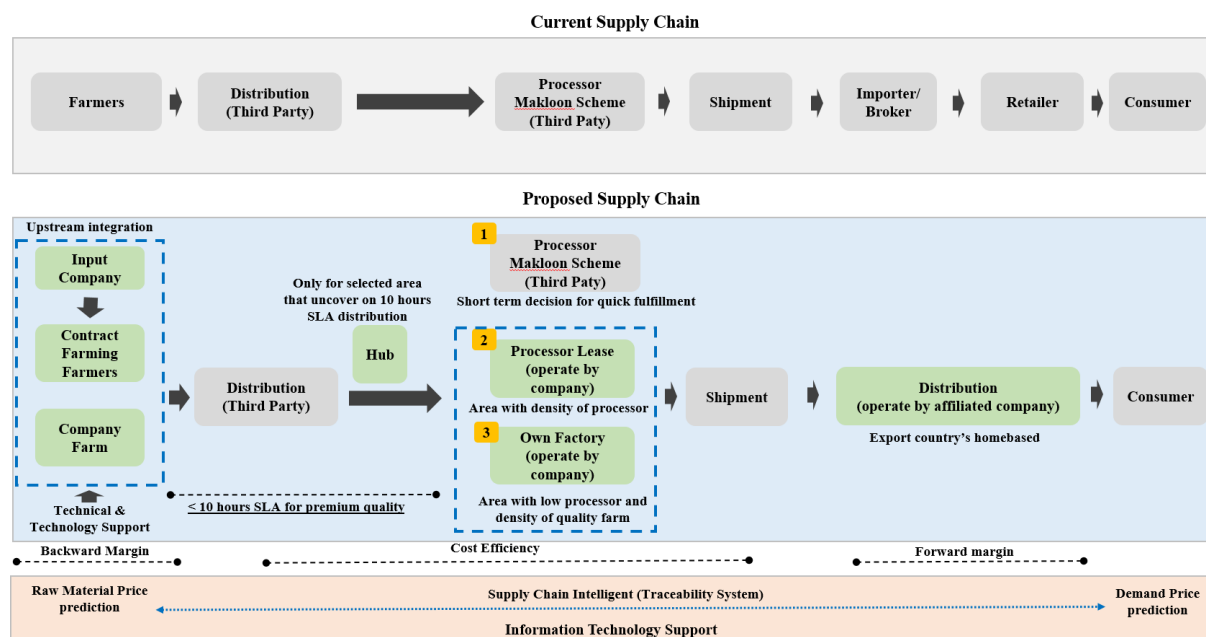 Current Supply Chain
Farmers
Distribution
(Third Party)
Processor
Makloon Scheme
(Third Paty)
Shipment
Importer/
Broker
Retailer
Consumer
Proposed Supply Chain
Upstream integration
Input
Company
Contract
Farming
Farmers
Company
Farm
Technical &
Technology Support
Distribution
(Third Party)
< 10 hours SLA for premium quality
Only for selected area
that uncover on 10 hours
SLA distribution
Hub
1
Processor
Makloon Scheme
(Third Paty)
Short term decision for quick fulfillment
2
Processor Lease
(operate by
company)
Area with density of processor
3
Own Factory
(operate by
company)
Area with low processor and
density of quality farm
Shipment
Distribution
(operate by affiliated company)
Export country's homebased
Consumer
Backward Margin
Cost Efficiency
Forward margin
Raw Material Price
prediction
Supply Chain Intelligent (Traceability System)
Demand Price
prediction
Information Technology Support